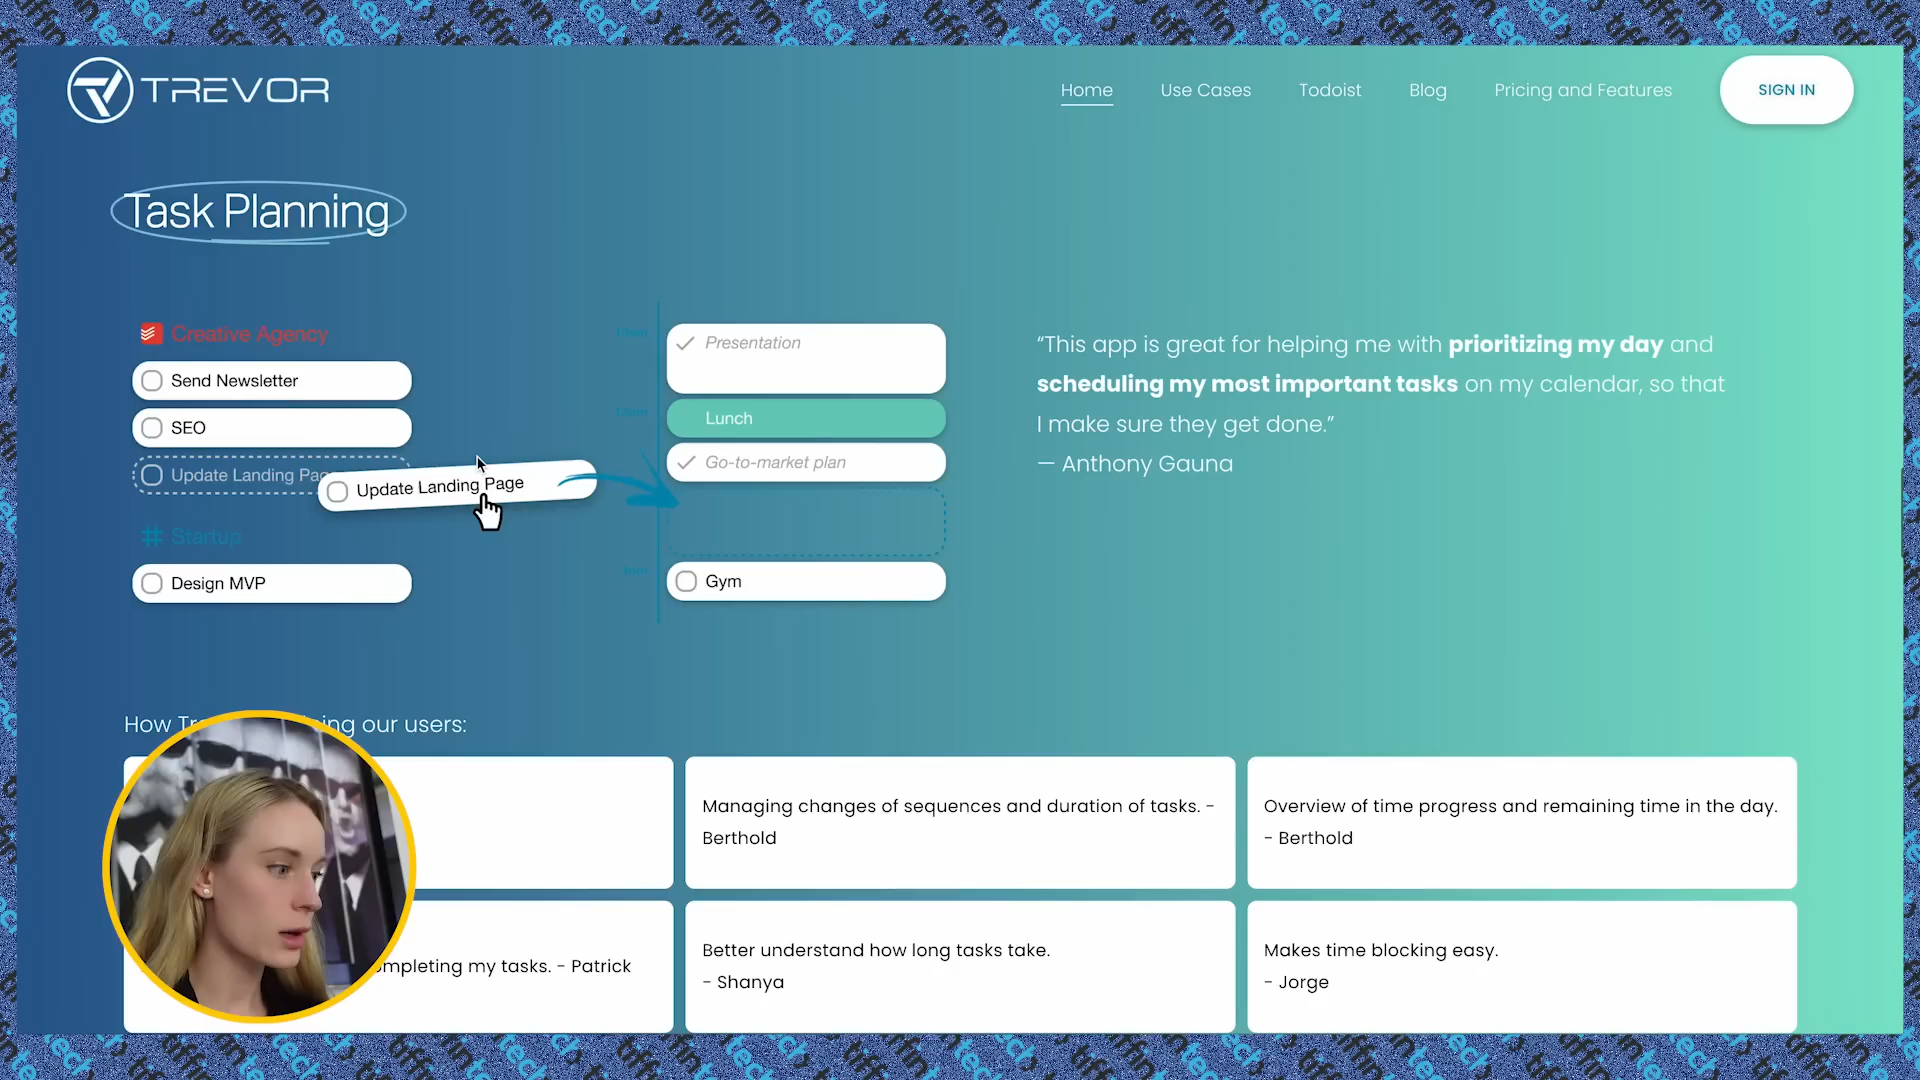 TREVOR
Home
Use Cases
Todoist
Blog
Pricing and Features
SIGN IN
Task Planning
Creative Agency
Send Newsletter
SEO
Update Landing
Update Landing Page
Startup
Design MVP
Presentation
Lunch
Go-to-market plan
Gym
“This app is great for helping me with prioritizing my day and
scheduling my most important tasks on my calendar, so that
I make sure they get done.”
— Anthony Gauna
How our users:
Managing changes of sequences and duration of tasks. -
Berthold
Overview of time progress and remaining time in the day.
- Berthold
my tasks. - Patrick
Better understand how long tasks take.
- Shanya
Makes time blocking easy.
- Jorge
tiffin
tech